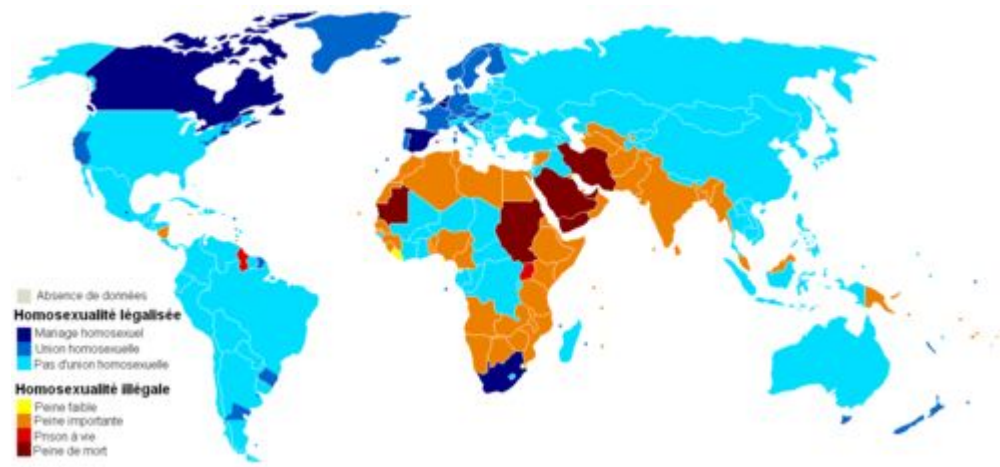 Absence de données
Homosexualité légalisée
Mariage homosexuel
Union homosexuelle
Pas d'union homosexuelle
Homosexualité illégale
Peine faible
Peine importante
Prison à vie
Peine de mort